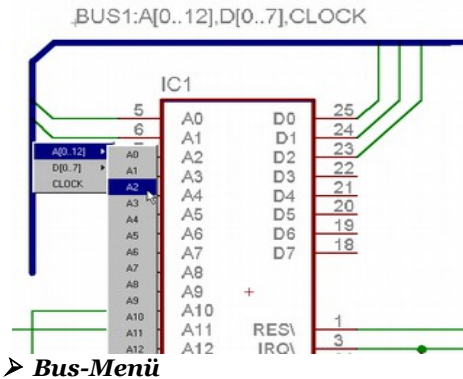 BUS1:A[0..12],D[0..7],CLOCK
IC1
5 A0 D0 25
6 A1 D1 24
A2 D2 23
A3 D3 22
A4 D4 21
A5 D5 20
A6 D6 19
A7 D7 18
A8
A9
A10
A11 RES\ 1
A12 IRQ\ 3
A[0..12]
D[0..7]
CLOCK
A0
A1
A2
A3
A4
A5
A6
A7
A8
A9
A10
A11
A12
➢ Bus-Menü